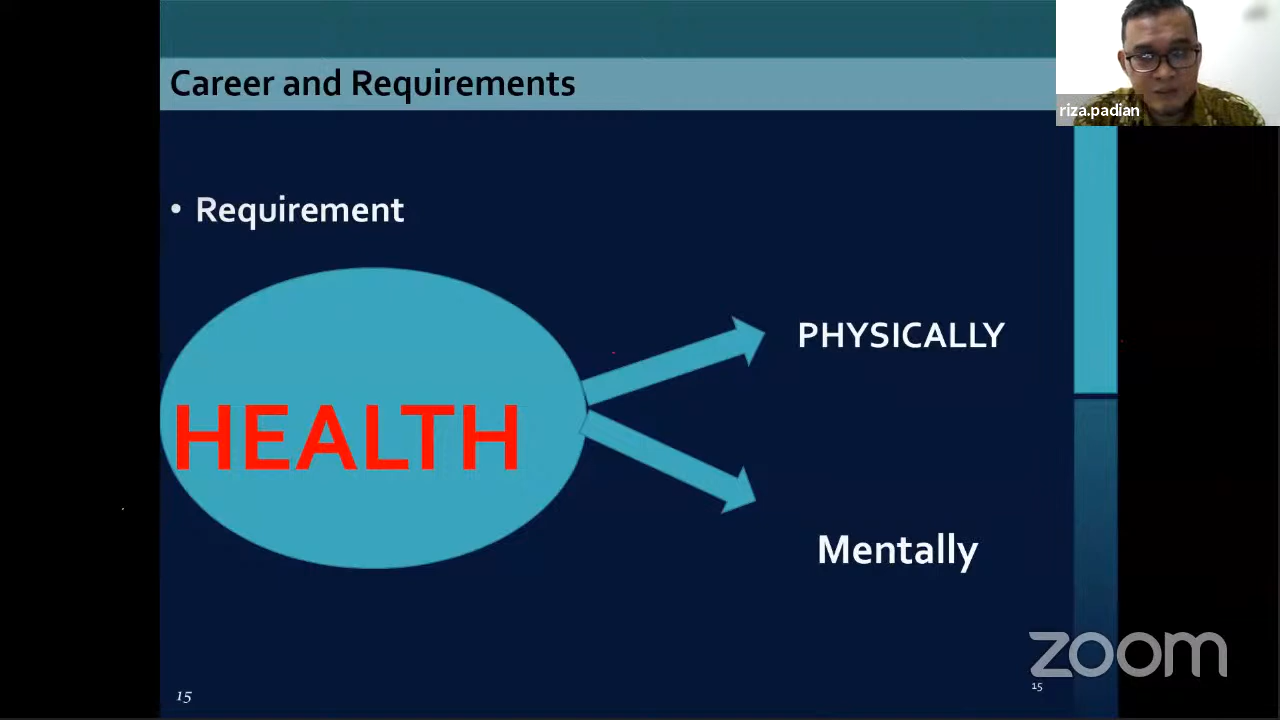 Career and Requirements
riza.padian
• Requirement
PHYSICALLY
HEALTH
Mentally
zoom
15
15